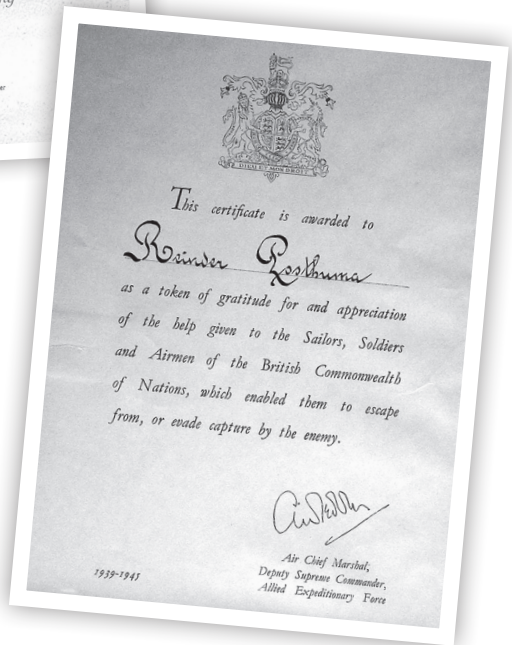 DIEU ET MON DROIT
This certificate is awarded to
Reinder Posthuma
as a token of gratitude for and appreciation
of the help given to the Sailors, Soldiers
and Airmen of the British Commonwealth
of Nations, which enabled them to escape
from, or evade capture by the enemy.
Air Chief Marshal,
Deputy Supreme Commander,
Allied Expeditionary Force
1939-1945